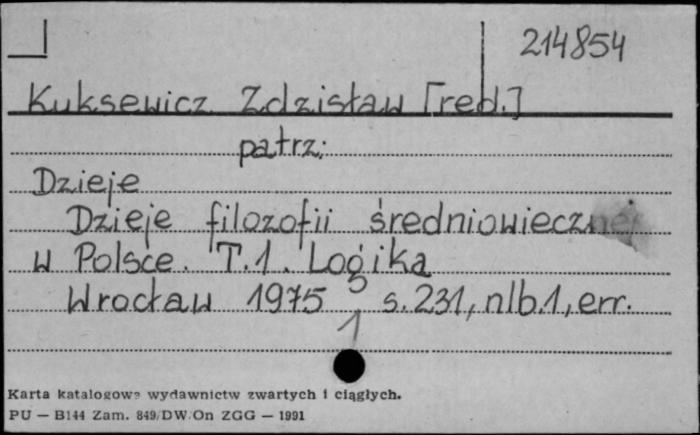 214854
Kuksewicz Zdzisław [red.]
patrz:
Dzieje
Dzieje filozofii średniowiecznej
w Polsce. T.1. Logika
Wrocław 1975 s. 231, nlb.1, err.
1
Karta katalogowa wydawnictw zwartych i ciągłych.
PU — B144 Zam. 849/DW/On ZGG — 1991